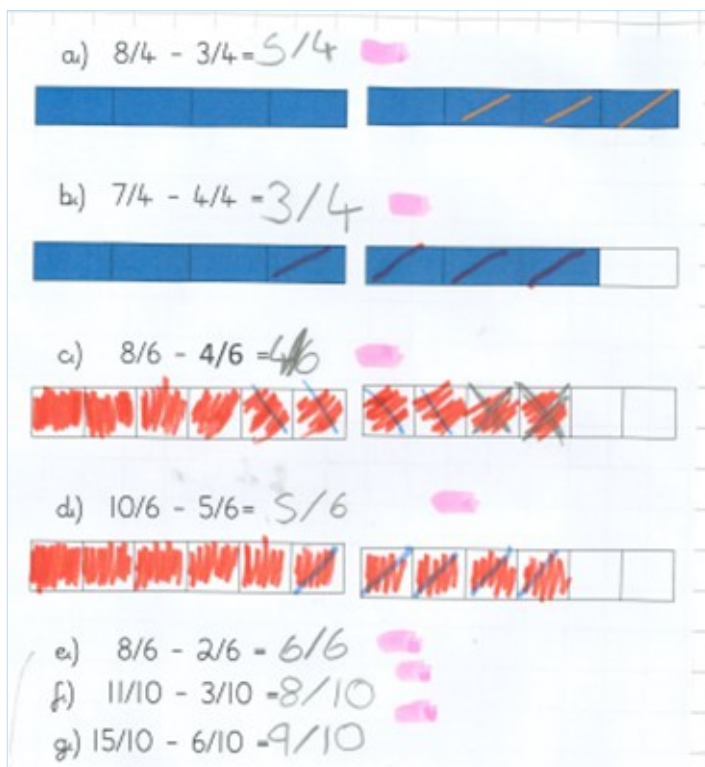 a) 8/4 - 3/4 = 5/4
b) 7/4 - 4/4 = 3/4
c) 8/6 - 4/6 = 4/6
d) 10/6 - 5/6 = 5/6
e) 8/6 - 2/6 = 6/6
f) 11/10 - 3/10 = 8/10
g) 15/10 - 6/10 = 9/10